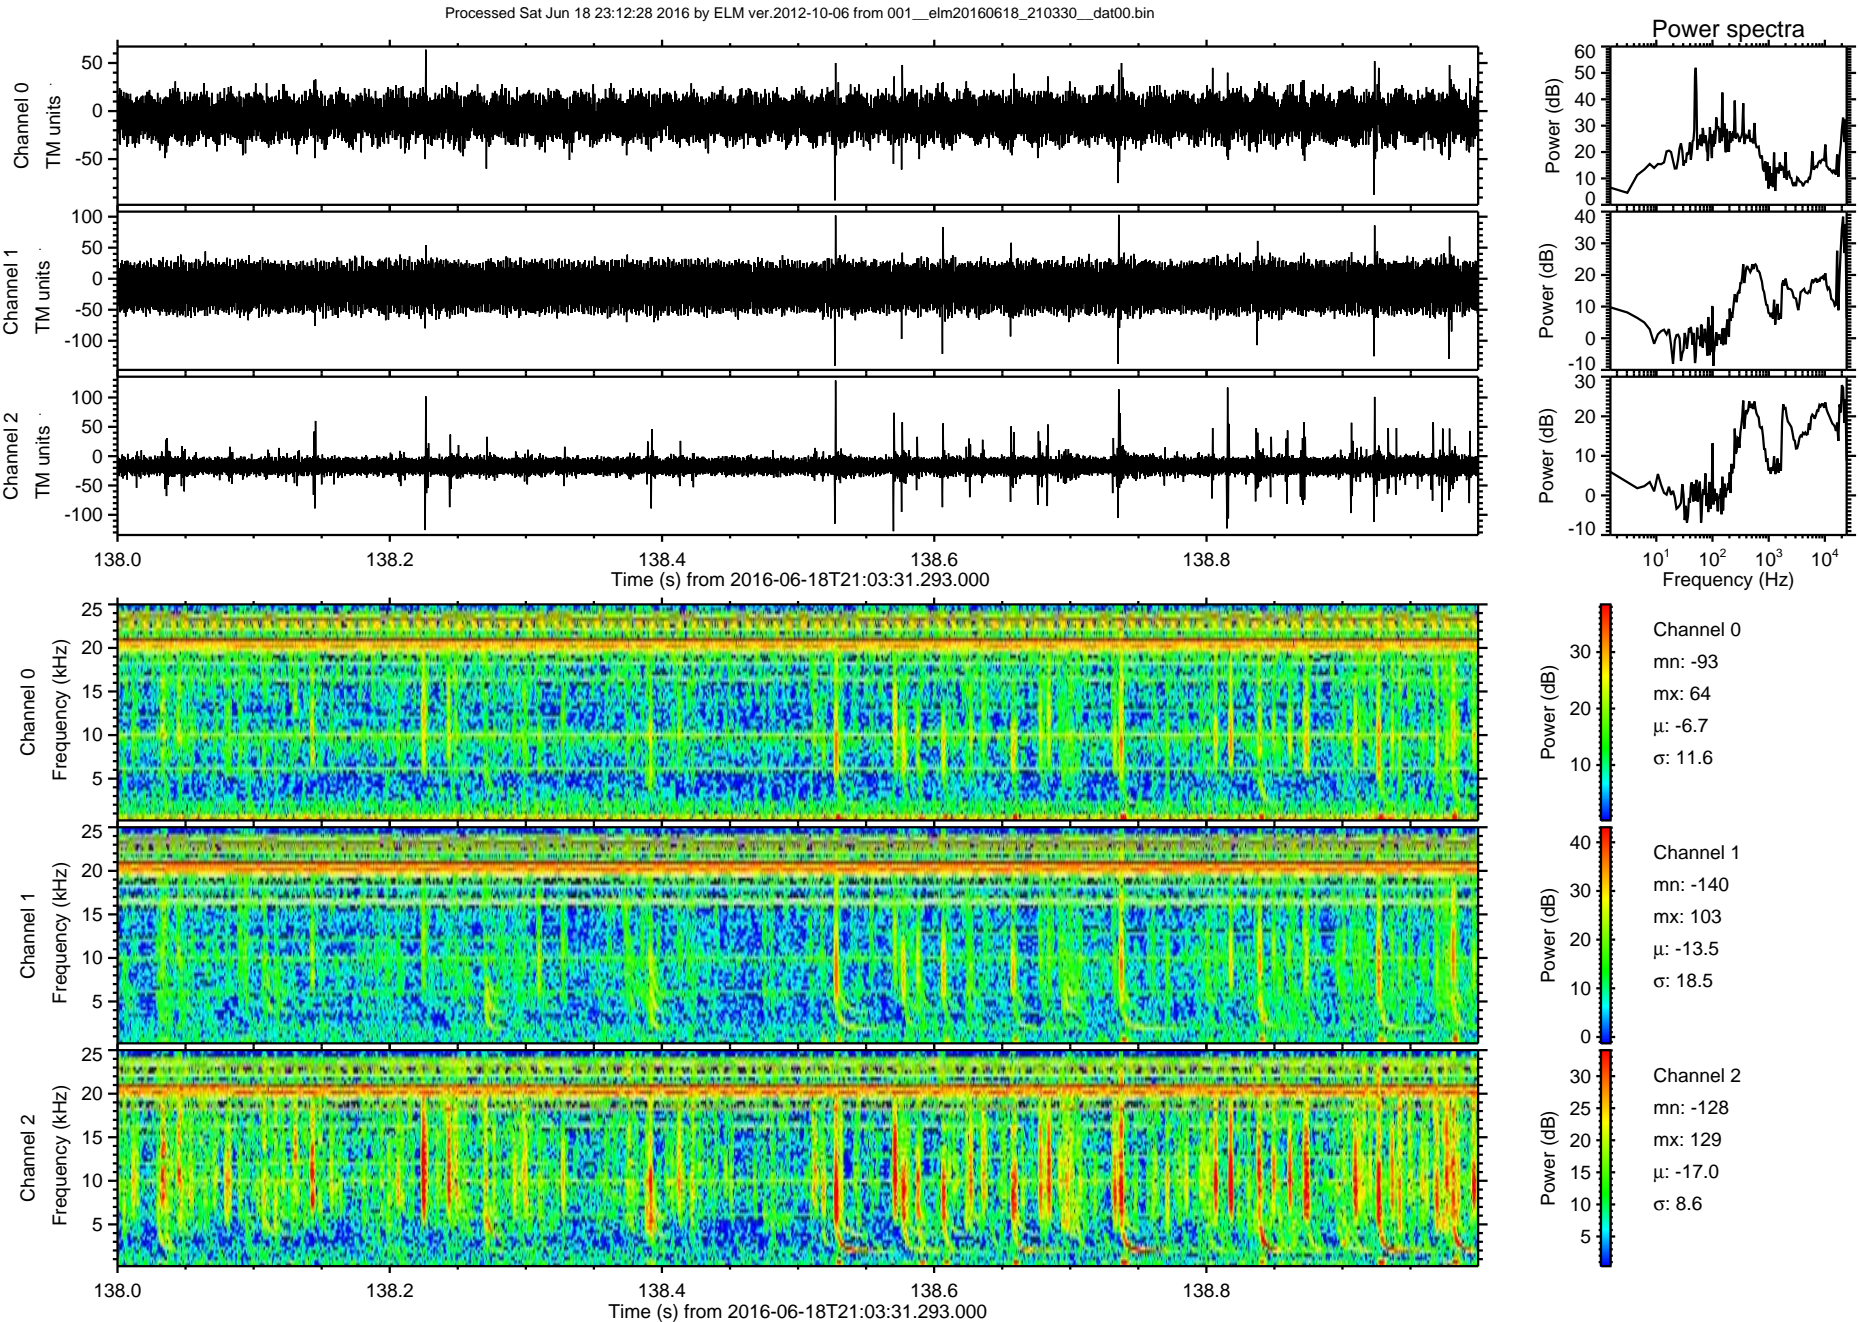 Processed Sat Jun 18 23:12:28 2016 by ELM ver.2012-10-06 from 001__elm20160618_210330__dat00.bin
Power spectra
Channel 0
TM units
50
0
-50
Power (dB)
60
50
40
30
20
10
0
Channel 1
TM units
100
50
0
-50
-100
Power (dB)
40
30
20
10
0
-10
Channel 2
TM units
100
50
0
-50
-100
Power (dB)
30
20
10
0
-10
138.0 138.2 138.4 138.6 138.8
Time (s) from 2016-06-18T21:03:31.293.000
10¹ 10² 10³ 10⁴
Frequency (Hz)
Channel 0
Frequency (kHz)
25
20
15
10
5
Power (dB)
30
20
10
Channel 0
mn: -93
mx: 64
μ: -6.7
σ: 11.6
Channel 1
Frequency (kHz)
25
20
15
10
5
Power (dB)
40
30
20
10
0
Channel 1
mn: -140
mx: 103
μ: -13.5
σ: 18.5
Channel 2
Frequency (kHz)
25
20
15
10
5
Power (dB)
30
25
20
15
10
5
Channel 2
mn: -128
mx: 129
μ: -17.0
σ: 8.6
138.0 138.2 138.4 138.6 138.8
Time (s) from 2016-06-18T21:03:31.293.000